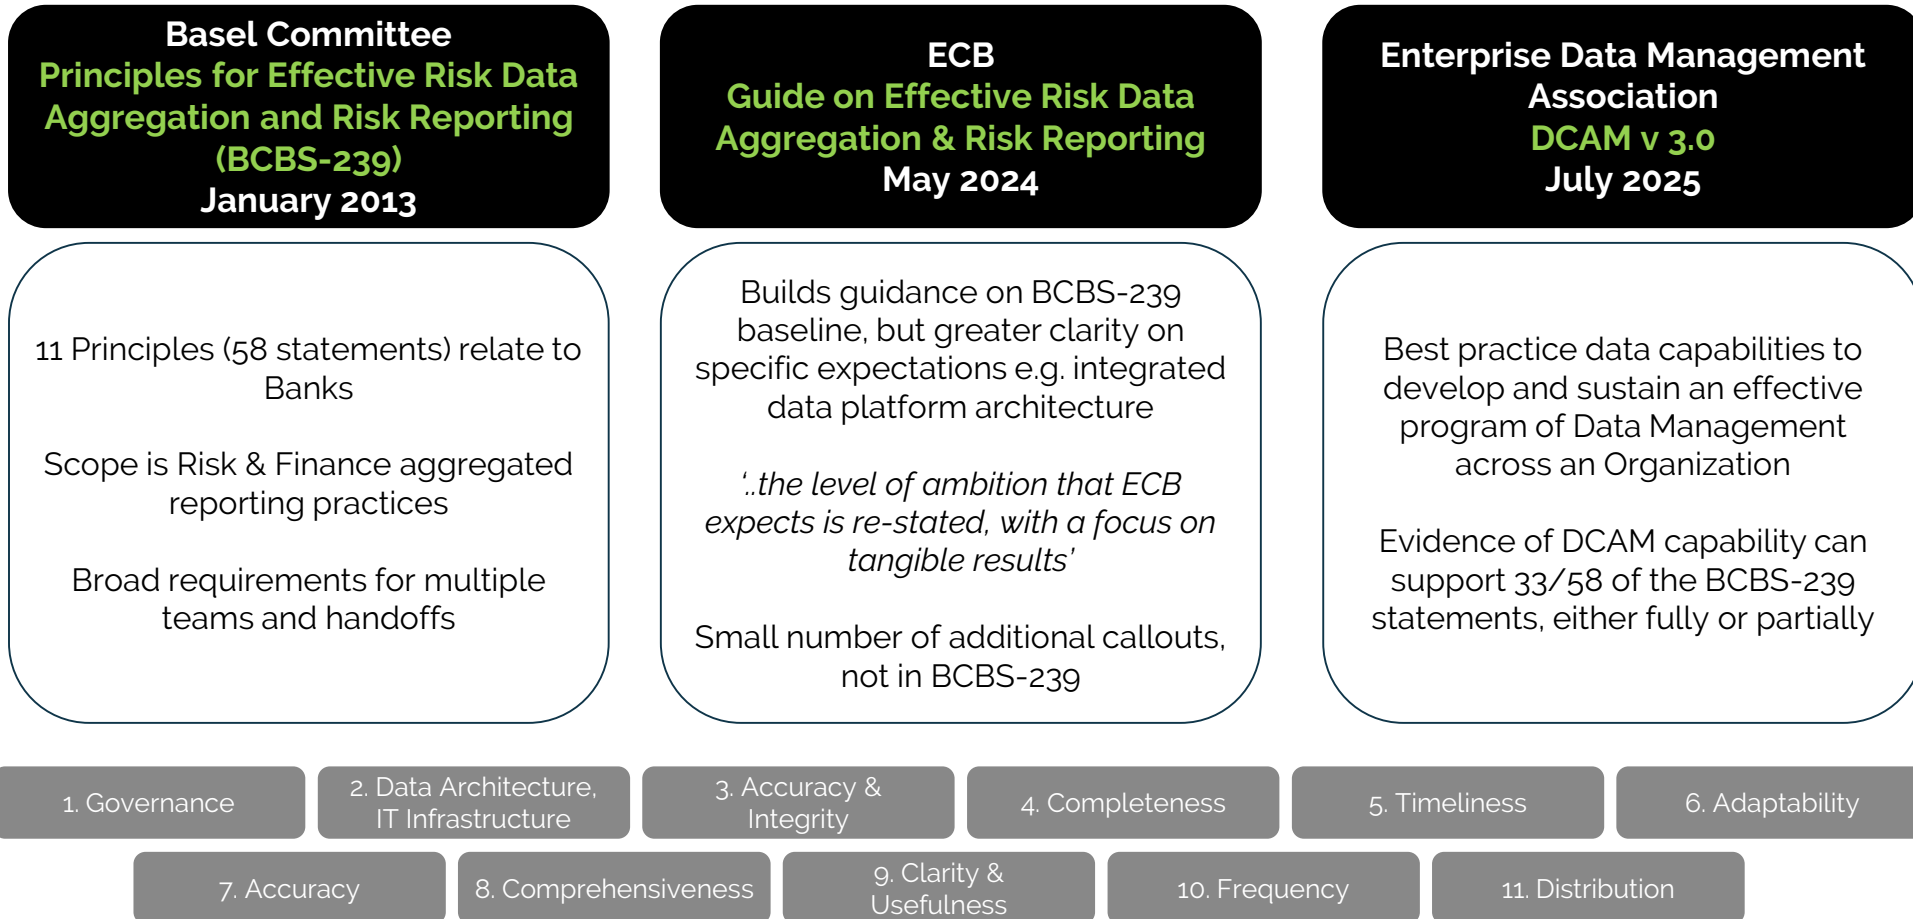 Basel Committee
Principles for Effective Risk Data
Aggregation and Risk Reporting
(BCBS-239)
January 2013
ECB
Guide on Effective Risk Data
Aggregation & Risk Reporting
May 2024
Enterprise Data Management
Association
DCAM v 3.0
July 2025
11 Principles (58 statements) relate to
Banks
Scope is Risk & Finance aggregated
reporting practices
Broad requirements for multiple
teams and handoffs
Builds guidance on BCBS-239
baseline, but greater clarity on
specific expectations e.g. integrated
data platform architecture
‘..the level of ambition that ECB
expects is re-stated, with a focus on
tangible results’
Small number of additional callouts,
not in BCBS-239
Best practice data capabilities to
develop and sustain an effective
program of Data Management
across an Organization
Evidence of DCAM capability can
support 33/58 of the BCBS-239
statements, either fully or partially
1. Governance
2. Data Architecture,
IT Infrastructure
3. Accuracy &
Integrity
4. Completeness
5. Timeliness
6. Adaptability
7. Accuracy
8. Comprehensiveness
9. Clarity &
Usefulness
10. Frequency
11. Distribution